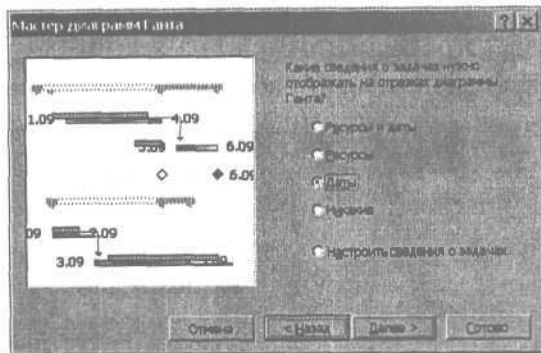 Мастер диаграмм Ганта
? ×
Какие сведения о задачах нужно
отображать на отрезках диаграммы
Ганта?
1.09 4.09
3.09 6.09
6.09
09 2.09
3.09
Ресурсы и даты
Ресурсы
Даты
Никакие
Настроить сведения о задачах
Отмена < Назад Далее > Готово